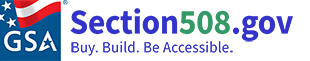 GSA
Section508.gov
Buy. Build. Be Accessible.